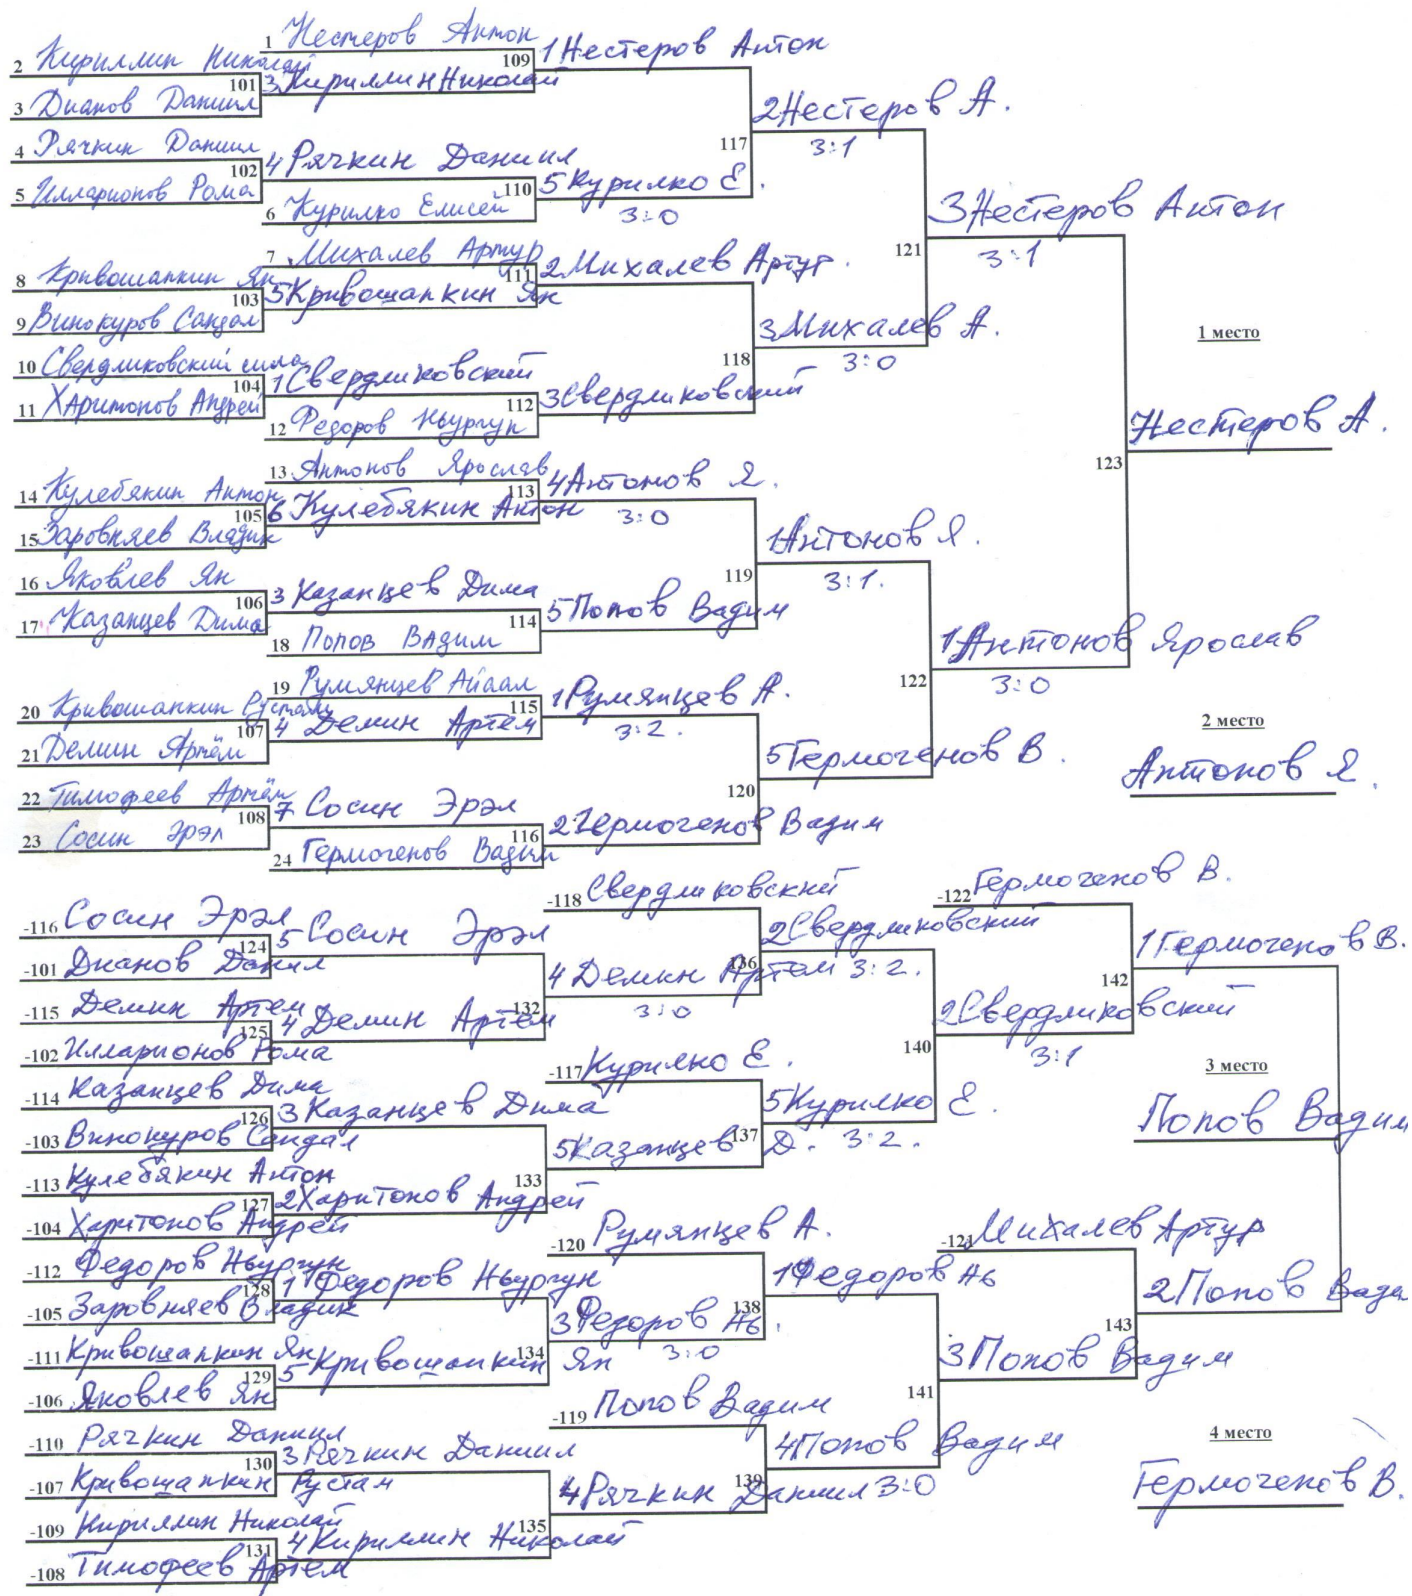 1 Нестеров Антон
2 Кириллин Николай
101
3 Дианов Даниил
3 Кириллин Николай
109
1 Нестеров Антон
4 Рячкин Даниил
102
5 Илларионов Рома
4 Рячкин Даниил
110
6 Курилко Елисей
5 Курилко Е.
3:0
117
2 Нестеров А.
3:1
7 Михалев Артур
8 Кривошапкин Ян
103
9 Винокуров Сандал
5 Кривошапкин Ян
111
2 Михалев Артур.
10 Свердликовский сила
104
11 Харитонов Андрей
1 Свердликовский
112
12 Федоров Ньургун
3 Свердликовский
118
3 Михалев А.
3:0
121
3 Нестеров Антон
3:1
13 Антонов Ярослав
14 Кулебякин Антон
105
15 Заровняев Владик
6 Кулебякин Антон
113
4 Антонов Я.
3:0
16 Яковлев Ян
106
17 Казанцев Дима
3 Казанцев Дима
114
18 Попов Вадим
5 Попов Вадим
119
1 Антонов Я.
3:1.
19 Румянцев Айаал
20 Кривошапкин Рустам
107
21 Демин Артём
4 Демин Артём
115
1 Румянцев А.
3:2.
22 Тимофеев Артём
108
23 Сосин Эрэл
7 Сосин Эрэл
116
24 Гермогенов Вадим
2 Гермогенов Вадим
120
5 Гермогенов В.
122
1 Антонов Ярослав
3:0
123
1 место
Нестеров А.
2 место
Антонов Я.
-116 Сосин Эрэл
124
-101 Дианов Данил
5 Сосин Эрэл
-115 Демин Артем
125
-102 Илларионов Рома
4 Демин Артем
132
4 Демин Артем
3:0
-118 Свердликовский
136
2 Свердликовский
3:2.
-114 Казанцев Дима
126
-103 Винокуров Сандал
3 Казанцев Дима
-113 Кулебякин Антон
127
-104 Харитонов Андрей
2 Харитонов Андрей
133
5 Казанцев Д.
-117 Курилко Е.
137
5 Курилко Е.
3:2.
140
2 Свердликовский
3:1
-122 Гермогенов В.
142
1 Гермогенов В.
-112 Федоров Ньургун
128
-105 Заровняев Владик
1 Федоров Ньургун
-111 Кривошапкин Ян
129
-106 Яковлев Ян
5 Кривошапкин Ян
134
3 Федоров Нь.
3:0
-120 Румянцев А.
138
1 Федоров Нь
-110 Рячкин Даниил
130
-107 Кривошапкин Рустам
3 Рячкин Даниил
-109 Кириллин Николай
131
-108 Тимофеев Артем
4 Кириллин Николай
135
4 Рячкин Даниил
-119 Попов Вадим
139
4 Попов Вадим
3:0
141
3 Попов Вадим
-121 Михалев Артур
143
2 Попов Вадим
3 место
Попов Вадим
4 место
Гермогенов В.